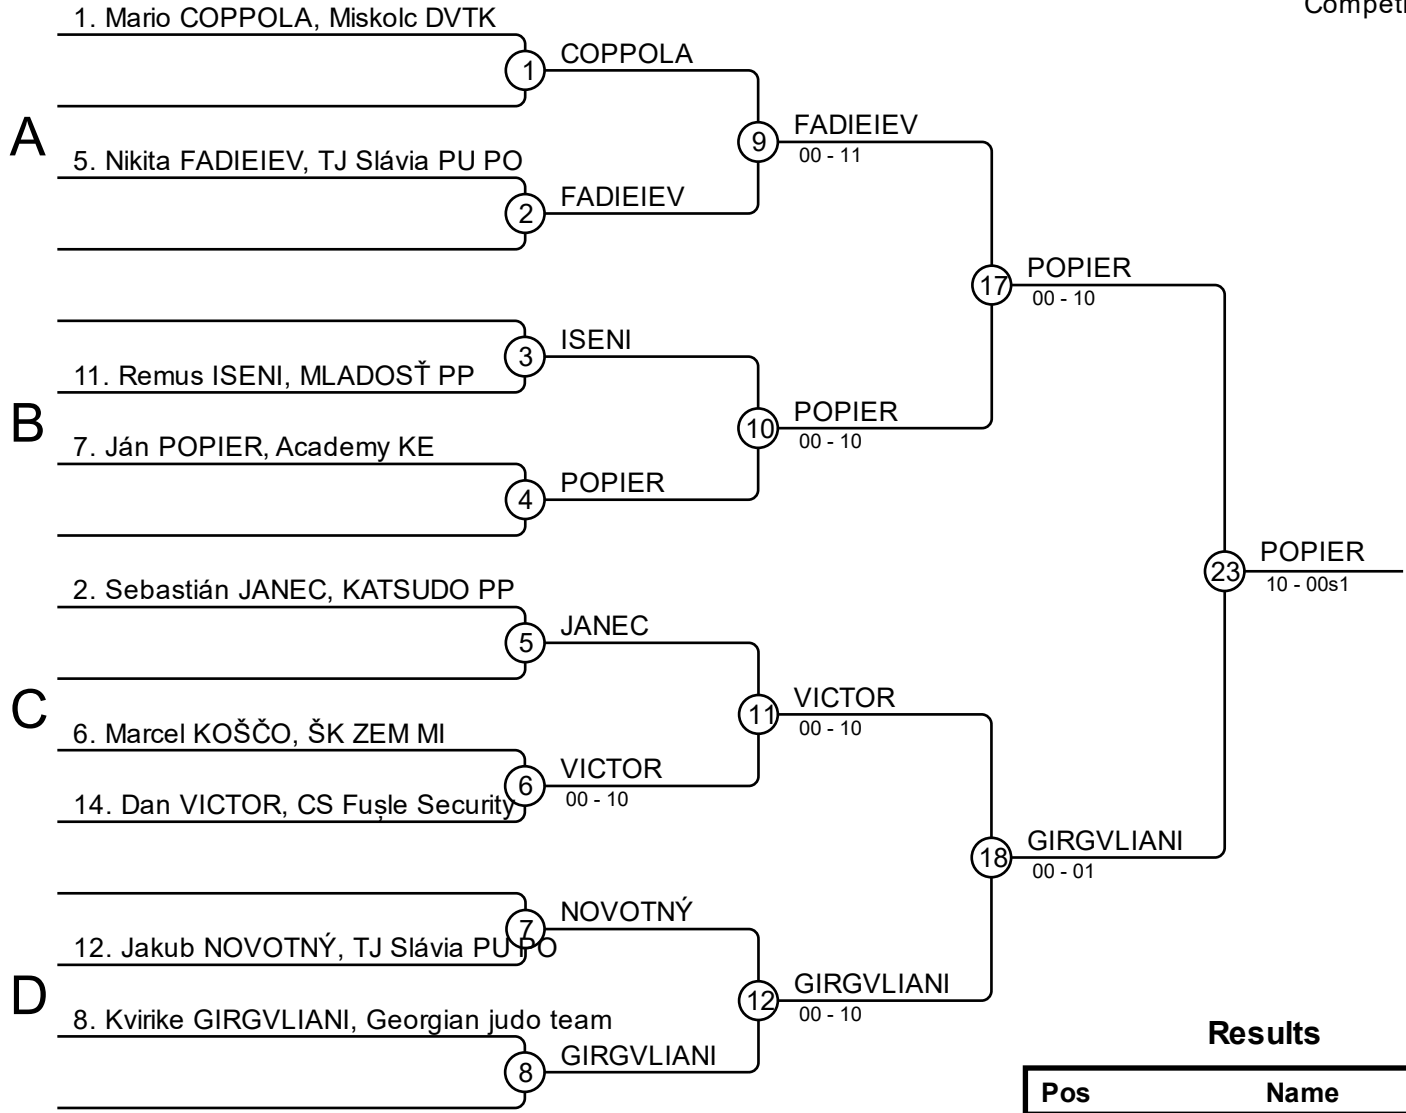 Competi
1. Mario COPPOLA, Miskolc DVTK
1
COPPOLA
A
9
FADIEIEV
00 - 11
5. Nikita FADIEIEV, TJ Slávia PU PO
2
FADIEIEV
17
POPIER
00 - 10
3
ISENI
11. Remus ISENI, MLADOSŤ PP
B
10
POPIER
00 - 10
7. Ján POPIER, Academy KE
4
POPIER
23
POPIER
10 - 00s1
2. Sebastián JANEC, KATSUDO PP
5
JANEC
C
11
VICTOR
00 - 10
6. Marcel KOŠČO, ŠK ZEM MI
6
VICTOR
00 - 10
14. Dan VICTOR, CS Fușle Security
18
GIRGVLIANI
00 - 01
7
NOVOTNÝ
12. Jakub NOVOTNÝ, TJ Slávia PU PO
D
12
GIRGVLIANI
00 - 10
8. Kvirike GIRGVLIANI, Georgian judo team
8
GIRGVLIANI
Results
Pos Name